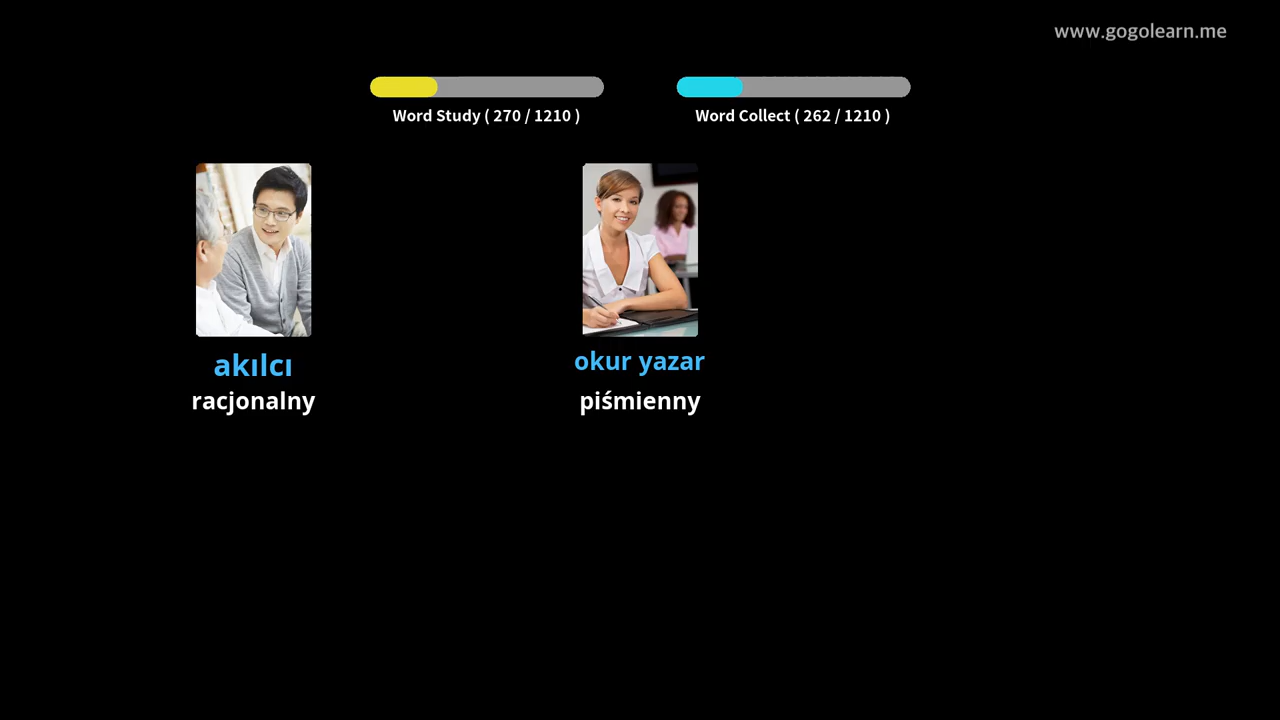 www.gogolearn.me
Word Study ( 270 / 1210 )
Word Collect ( 262 / 1210 )
akılcı
racjonalny
okur yazar
piśmienny